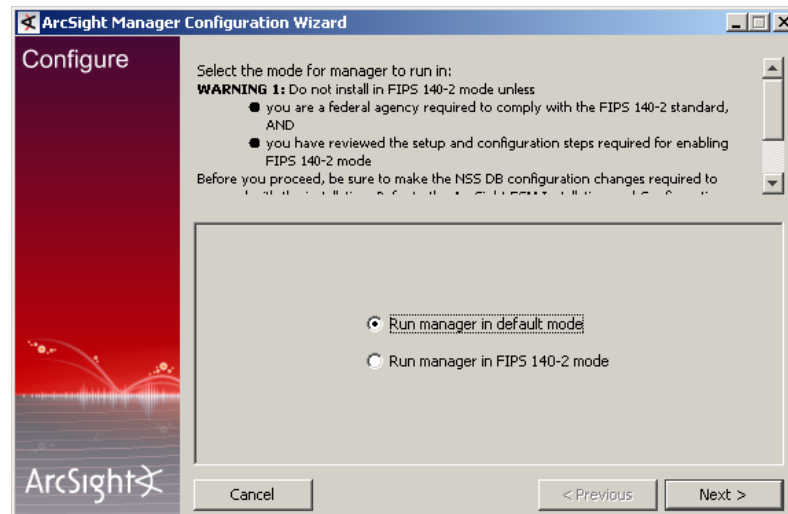 ArcSight Manager Configuration Wizard
Configure
Select the mode for manager to run in:
WARNING 1: Do not install in FIPS 140-2 mode unless
you are a federal agency required to comply with the FIPS 140-2 standard,
AND
you have reviewed the setup and configuration steps required for enabling
FIPS 140-2 mode
Before you proceed, be sure to make the NSS DB configuration changes required to
Run manager in default mode
Run manager in FIPS 140-2 mode
ArcSight
Cancel
< Previous
Next >